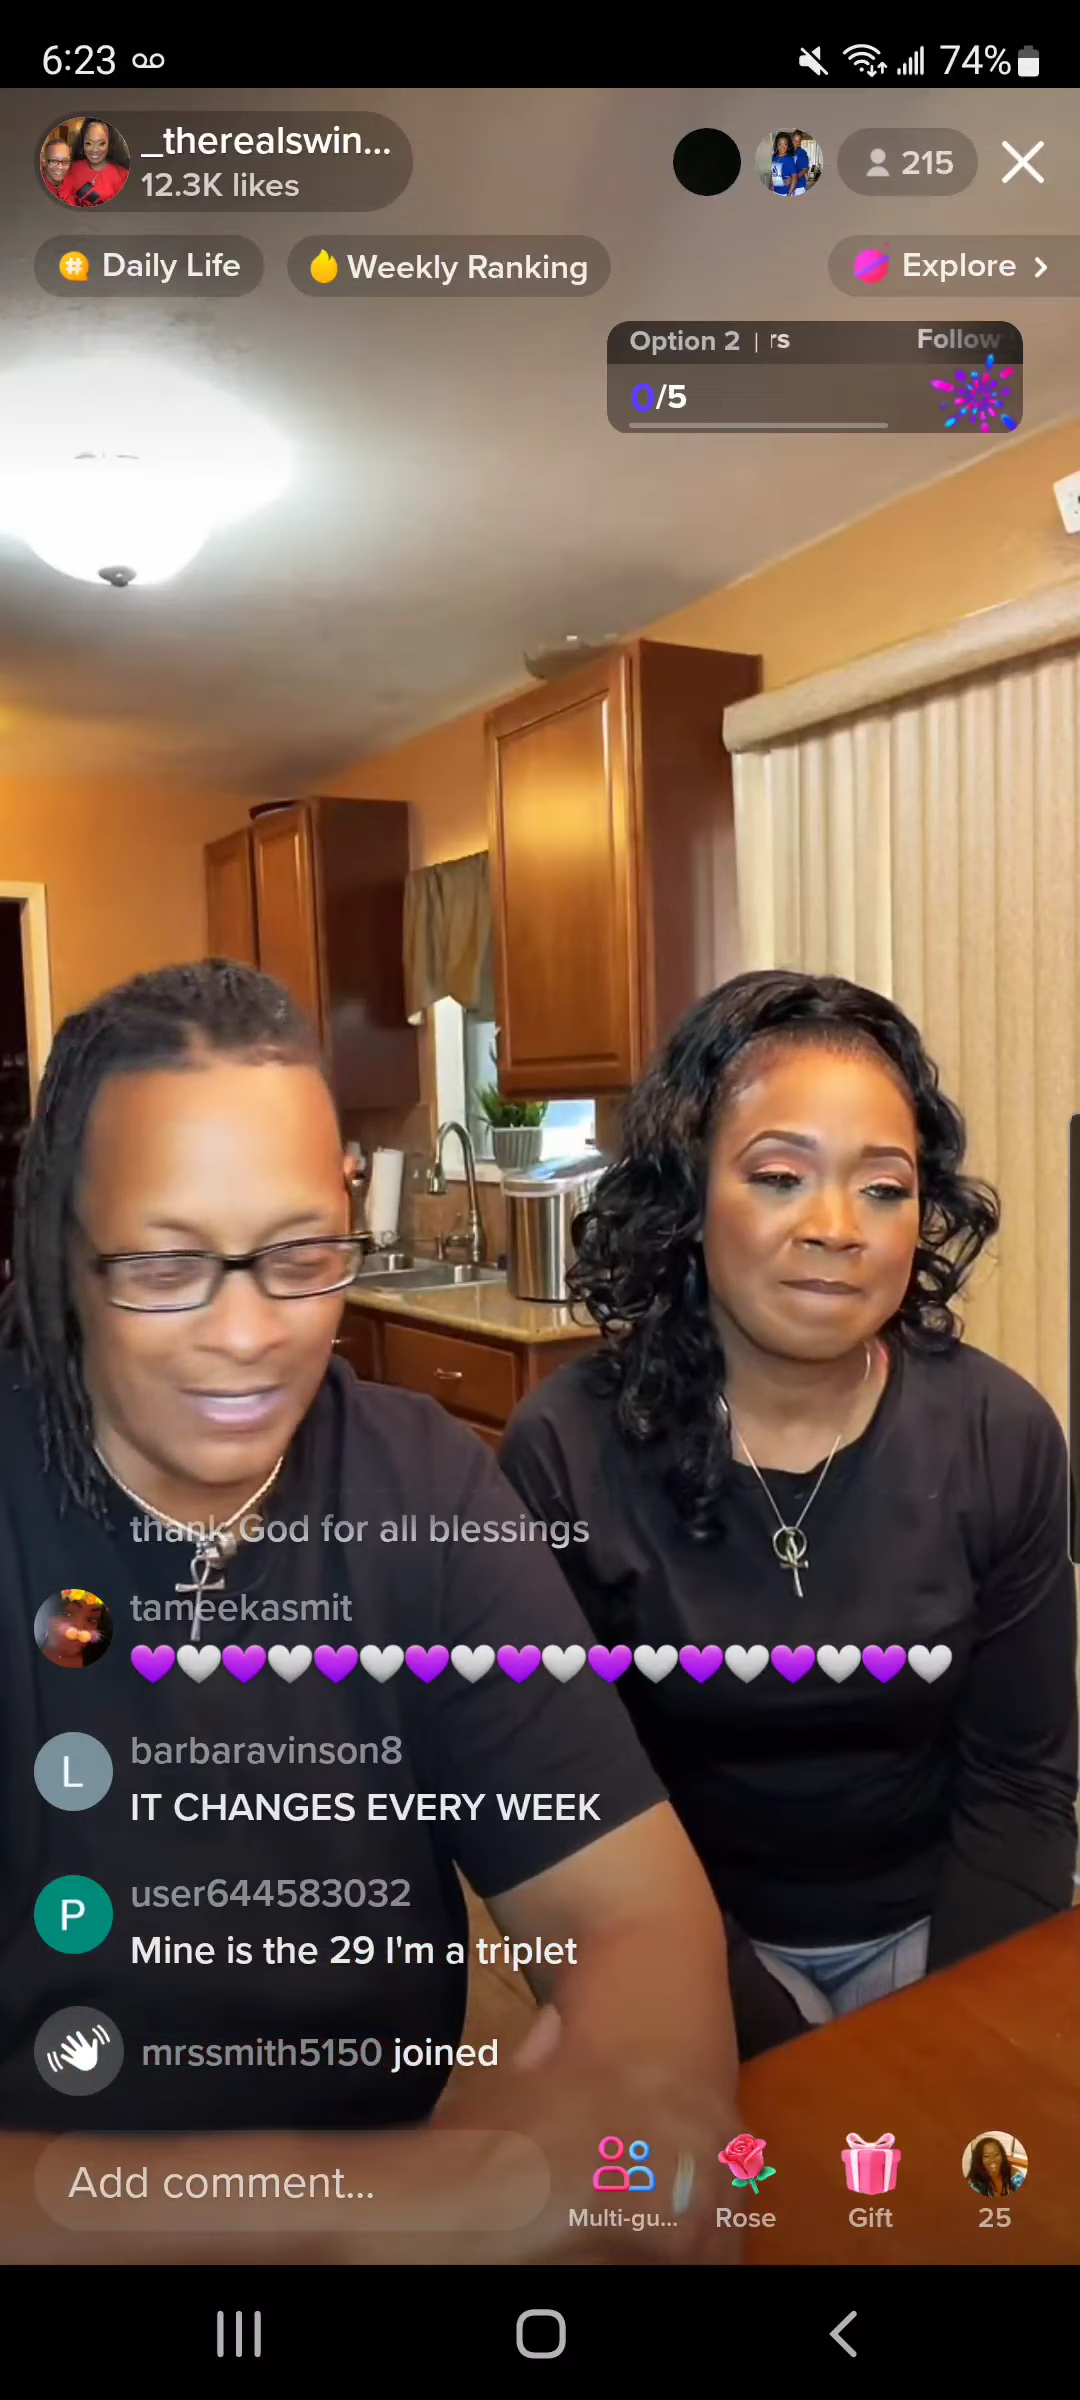 6:23
74%
_therealswin...
12.3K likes
215
Daily Life
Weekly Ranking
Explore
Option 2 | rs Follow
0/5
thank God for all blessings
tameekasmit
💜🤍💜🤍💜🤍💜🤍💜🤍💜🤍💜🤍💜🤍💜🤍
barbaravinson8
L
IT CHANGES EVERY WEEK
user644583032
P
Mine is the 29 I'm a triplet
mrssmith5150 joined
Add comment...
Multi-gu...
Rose
Gift
25